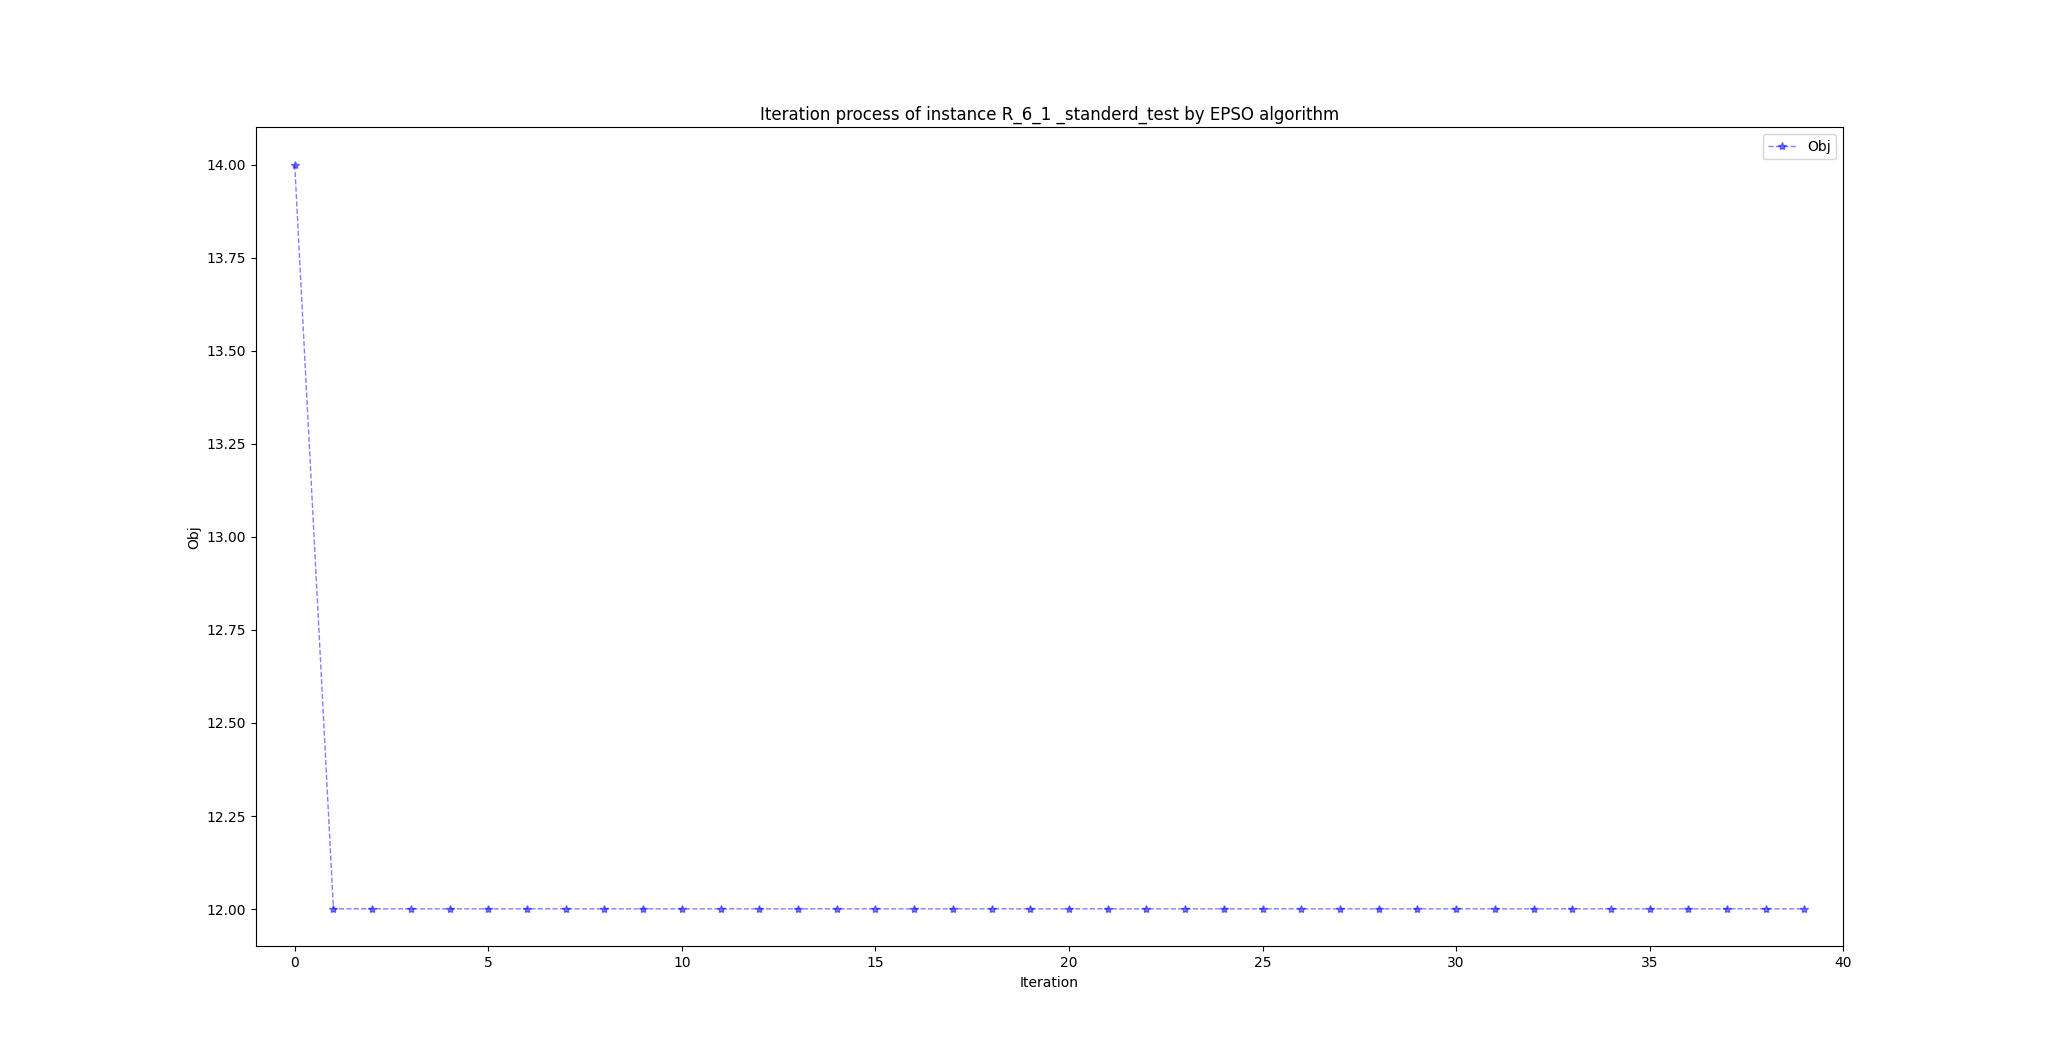 Iteration process of instance R_6_1 _standerd_test by EPSO algorithm
Obj
14.00
13.75
13.50
13.25
13.00
12.75
12.50
12.25
12.00
Obj
0 5 10 15 20 25 30 35 40
Iteration